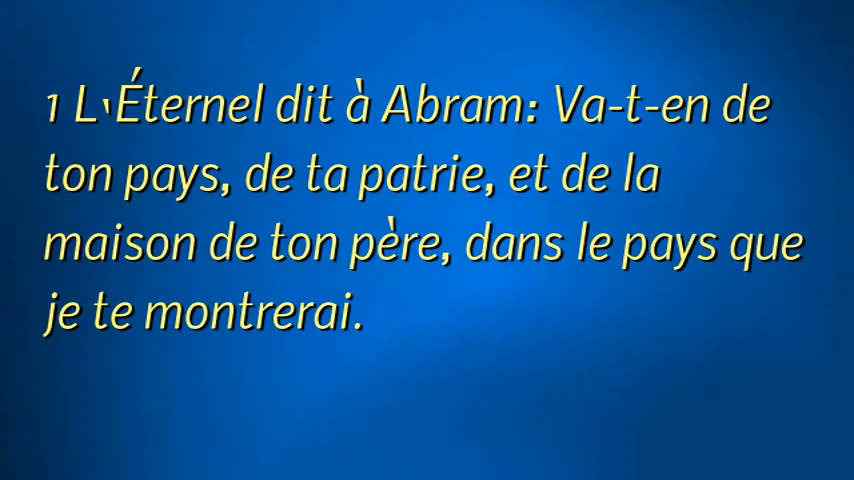 1 L'Éternel dit à Abram: Va-t-en de
ton pays, de ta patrie, et de la
maison de ton père, dans le pays que
je te montrerai.